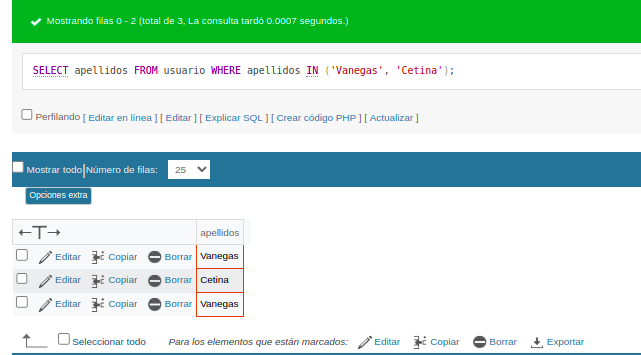 Mostrando filas 0 - 2 (total de 3, La consulta tardó 0.0007 segundos.)
SELECT apellidos FROM usuario WHERE apellidos IN ('Vanegas', 'Cetina');
Perfilando [ Editar en línea ] [ Editar ] [ Explicar SQL ] [ Crear código PHP ] [ Actualizar ]
Mostrar todo Número de filas: 25
Opciones extra
←T→ apellidos
Editar Copiar Borrar Vanegas
Editar Copiar Borrar Cetina
Editar Copiar Borrar Vanegas
Seleccionar todo Para los elementos que están marcados: Editar Copiar Borrar Exportar